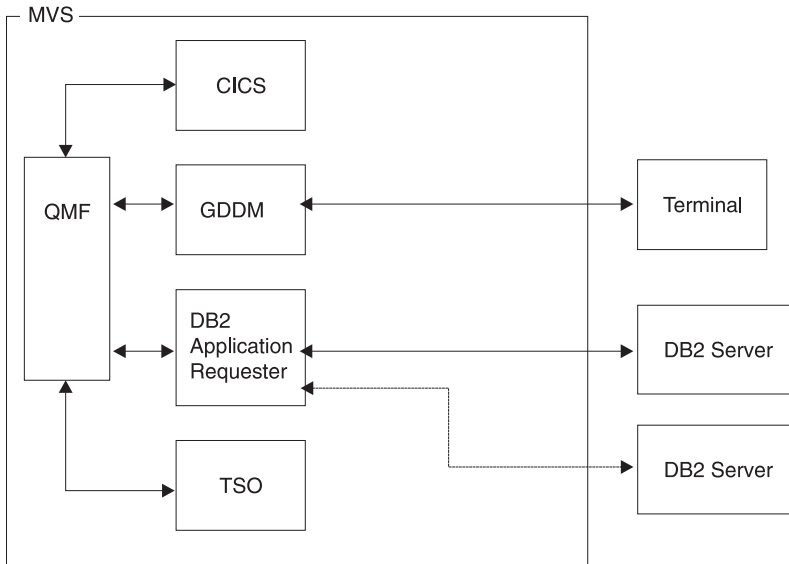 MVS
CICS
QMF
GDDM
Terminal
DB2
Application
Requester
DB2 Server
DB2 Server
TSO